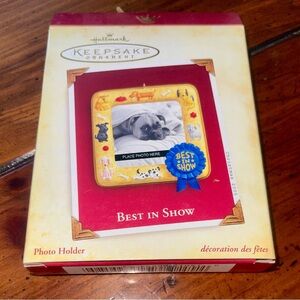 Hallmark
KEEPSAKE
ORNAMENT
PLACE PHOTO HERE
BEST
IN
SHOW
BEST IN SHOW
Photo Holder
décoration des fêtes